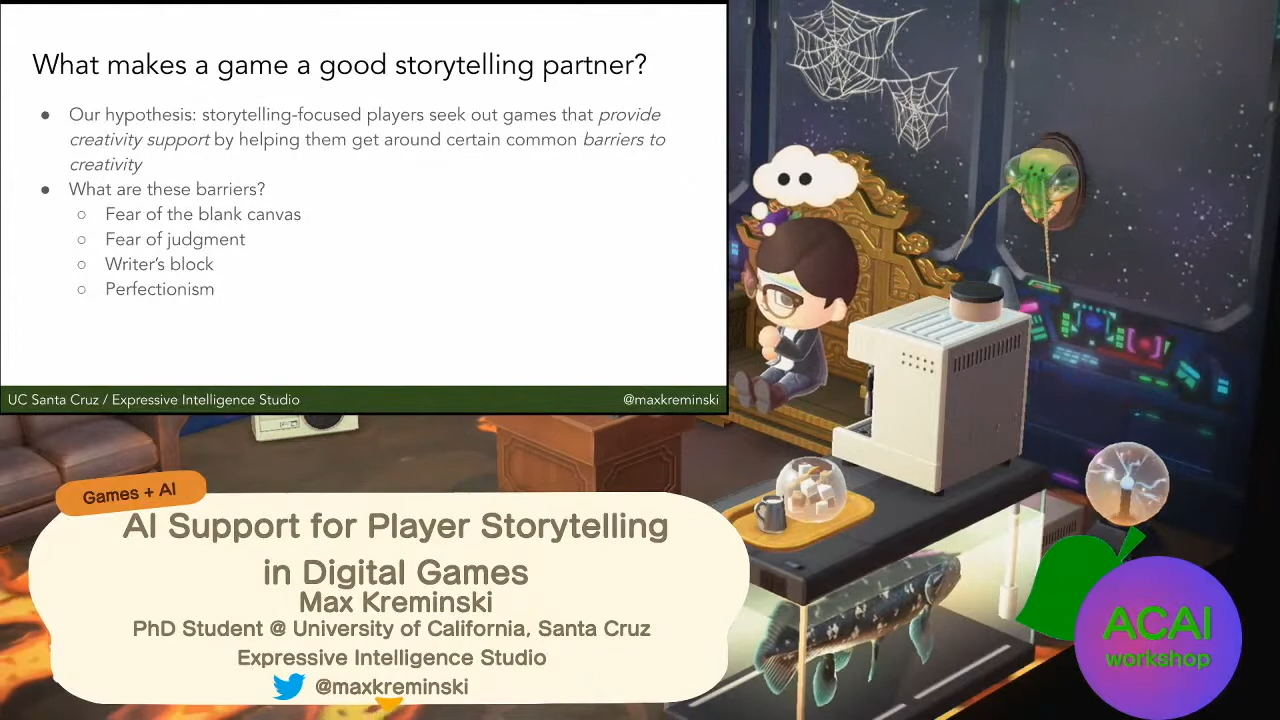 What makes a game a good storytelling partner?
● Our hypothesis: storytelling-focused players seek out games that provide
creativity support by helping them get around certain common barriers to
creativity
● What are these barriers?
○ Fear of the blank canvas
○ Fear of judgment
○ Writer's block
○ Perfectionism
UC Santa Cruz / Expressive Intelligence Studio
@maxkreminski
Games + AI
AI Support for Player Storytelling
in Digital Games
Max Kreminski
PhD Student @ University of California, Santa Cruz
Expressive Intelligence Studio
@maxkreminski
ACAI
workshop